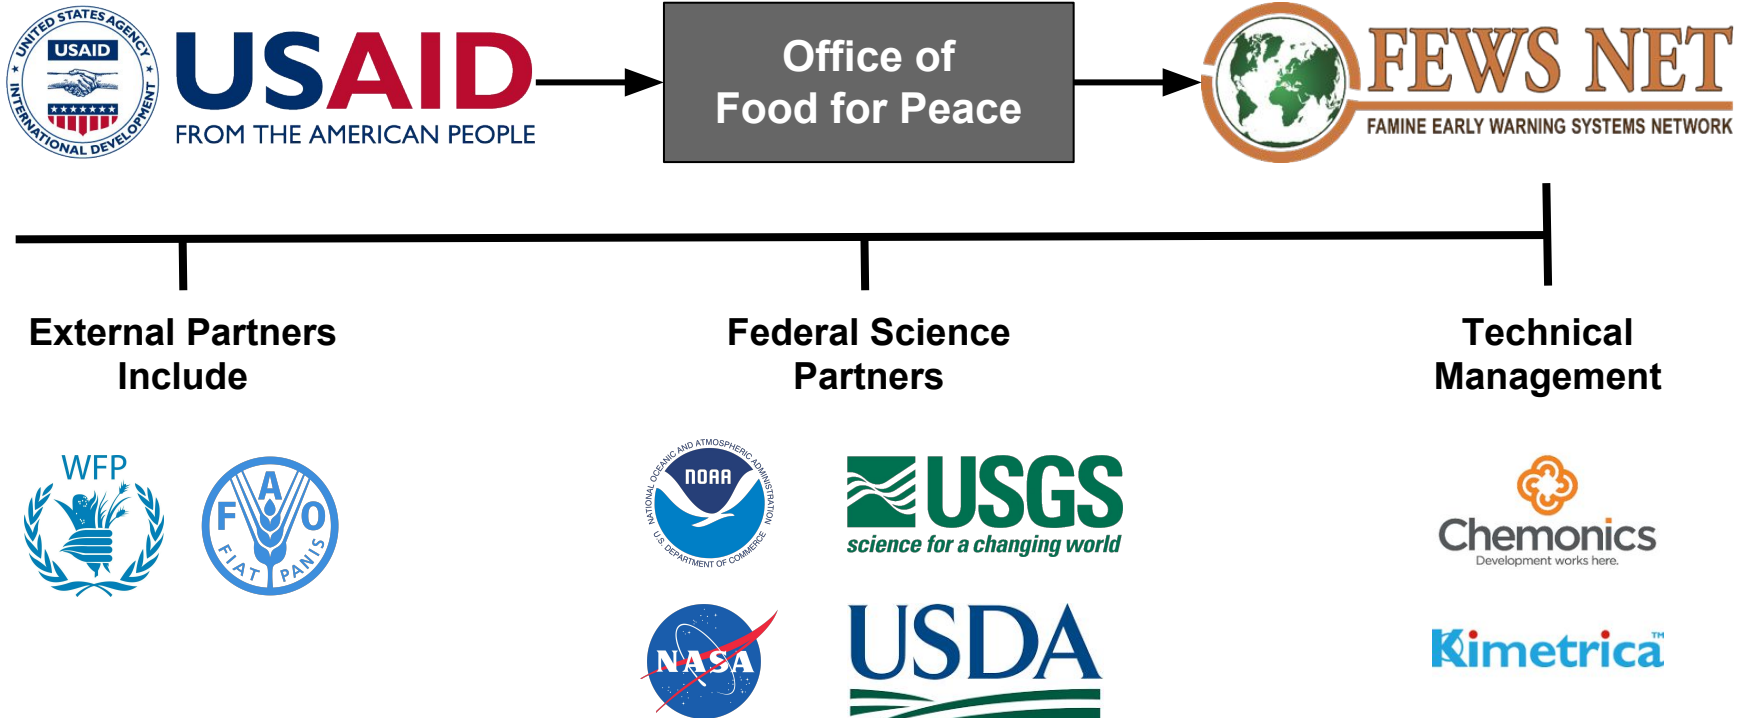 UNITED STATES AGENCY
INTERNATIONAL DEVELOPMENT
USAID
USAID
FROM THE AMERICAN PEOPLE
Office of
Food for Peace
FEWS NET
FAMINE EARLY WARNING SYSTEMS NETWORK
External Partners
Include
Federal Science
Partners
Technical
Management
WFP
F A O
FIAT PANIS
NATIONAL OCEANIC AND ATMOSPHERIC ADMINISTRATION
NOAA
U.S. DEPARTMENT OF COMMERCE
USGS
science for a changing world
Chemonics
Development works here.
NASA
USDA
Kimetrica™